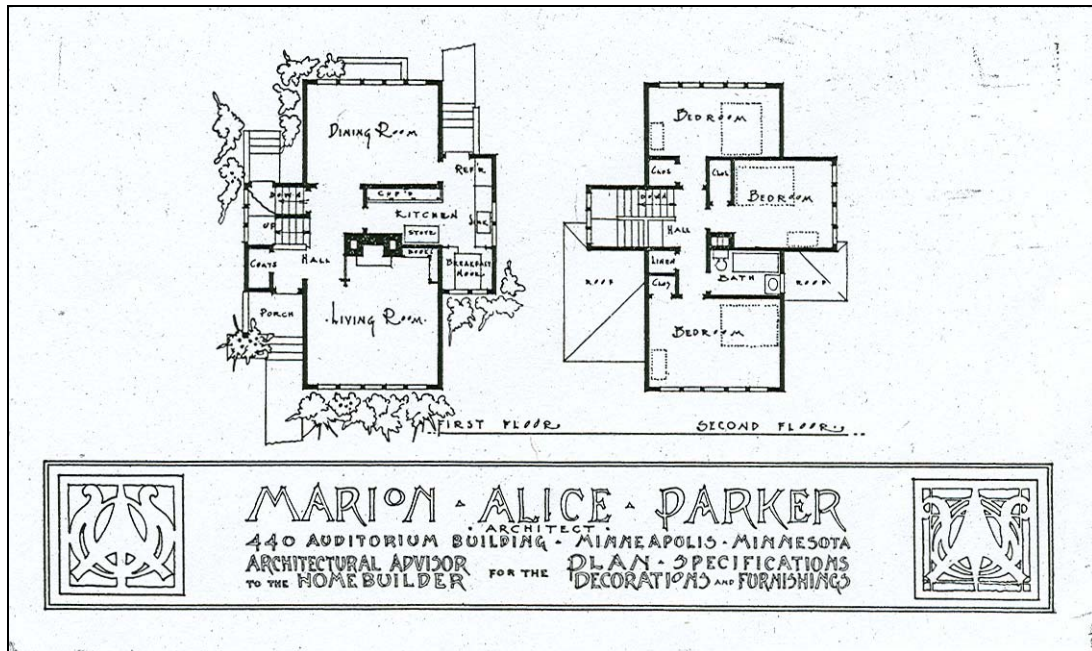 DINING ROOM
REF'R
DOWN
CUP'D
KITCHEN
SINK
UP
STOVE
COATS
HALL
BOOKS
BREAKFAST
NOOK
PORCH
LIVING ROOM
FIRST FLOOR
BEDROOM
CLOS
CLOS
BEDROOM
DOWN
HALL
LINEN
BATH
CLOS
ROOF
ROOF
BEDROOM
SECOND FLOOR
MARION · ALICE · PARKER
· ARCHITECT ·
440 AUDITORIUM BUILDING · MINNEAPOLIS · MINNESOTA
ARCHITECTURAL ADVISOR FOR THE PLAN · SPECIFICATIONS
TO THE HOMEBUILDER DECORATIONS AND FURNISHINGS